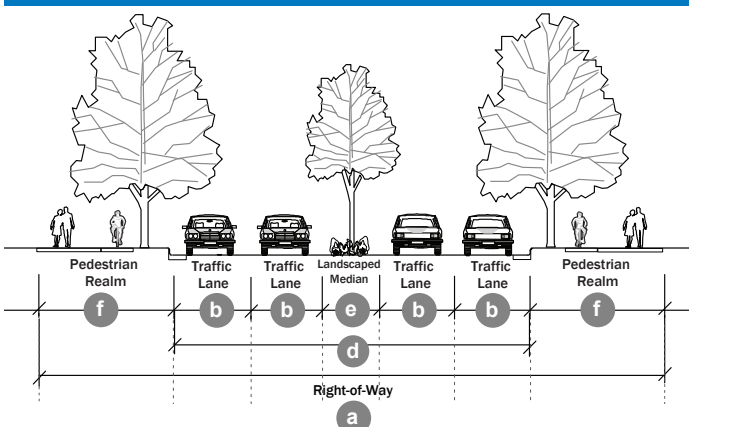 Pedestrian
Realm
Traffic
Lane
Traffic
Lane
Landscaped
Median
Traffic
Lane
Traffic
Lane
Pedestrian
Realm
f
b
b
e
b
b
f
d
Right-of-Way
a